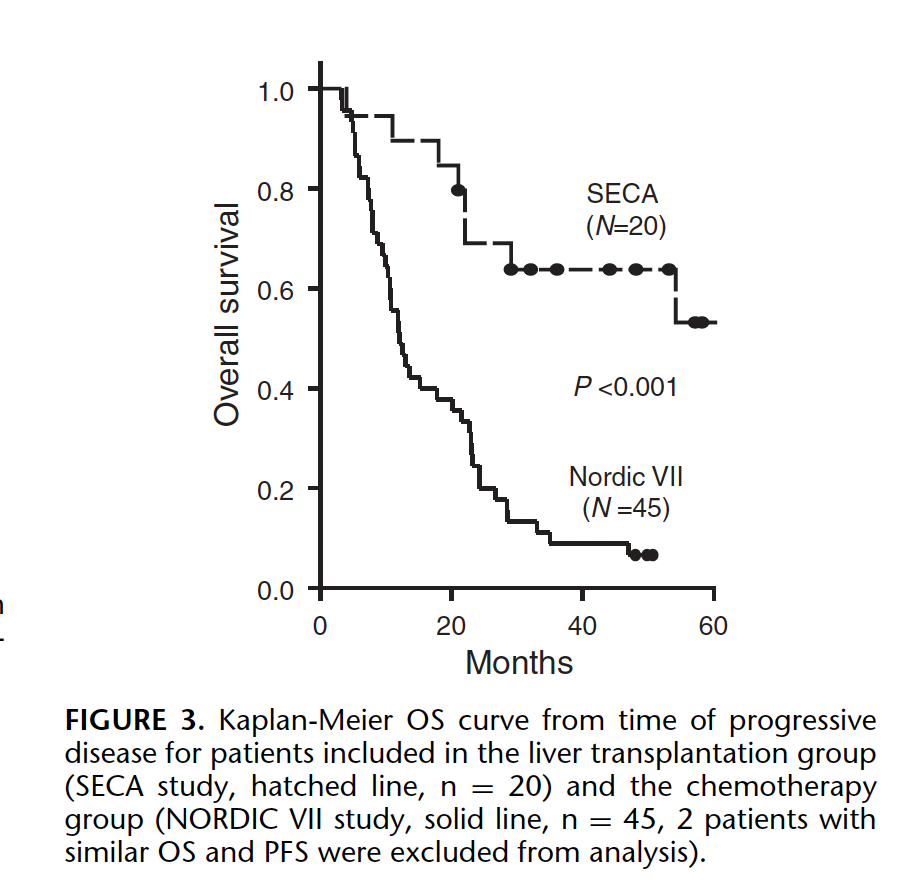 1.0
0.8
0.6
0.4
0.2
0.0
Overall survival
SECA
(N=20)
P <0.001
Nordic VII
(N =45)
0 20 40 60
Months
FIGURE 3. Kaplan-Meier OS curve from time of progressive
disease for patients included in the liver transplantation group
(SECA study, hatched line, n = 20) and the chemotherapy
group (NORDIC VII study, solid line, n = 45, 2 patients with
similar OS and PFS were excluded from analysis).